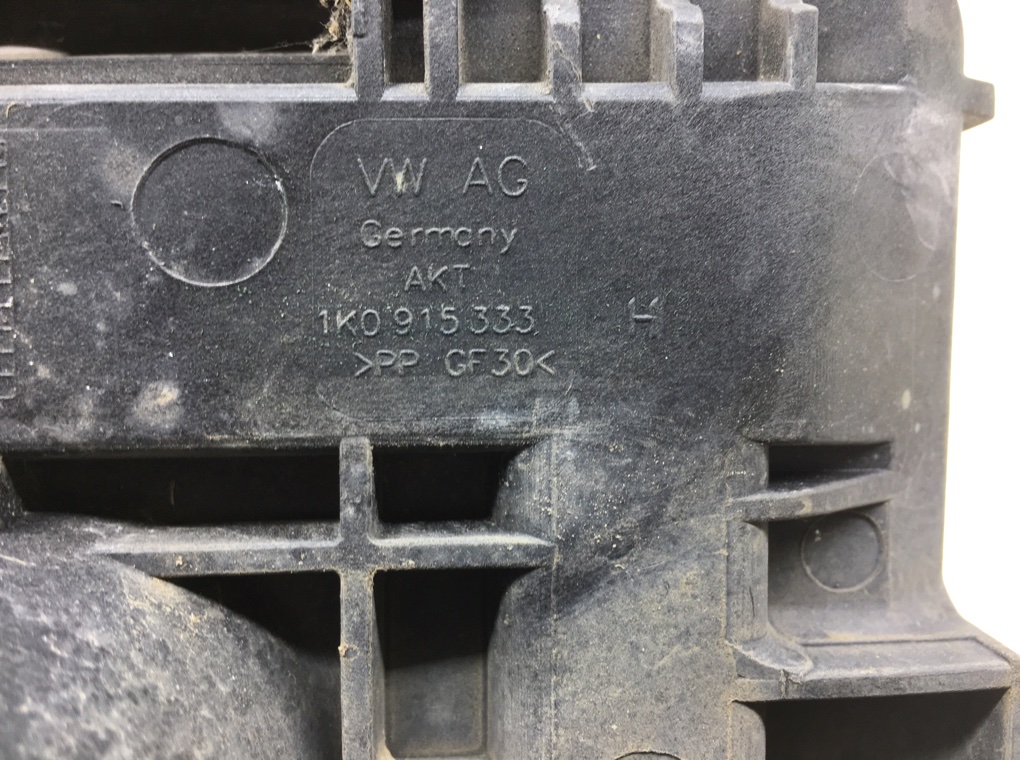 VW AG
Germany
AKT
1K0 915 333 H
>PP GF30<